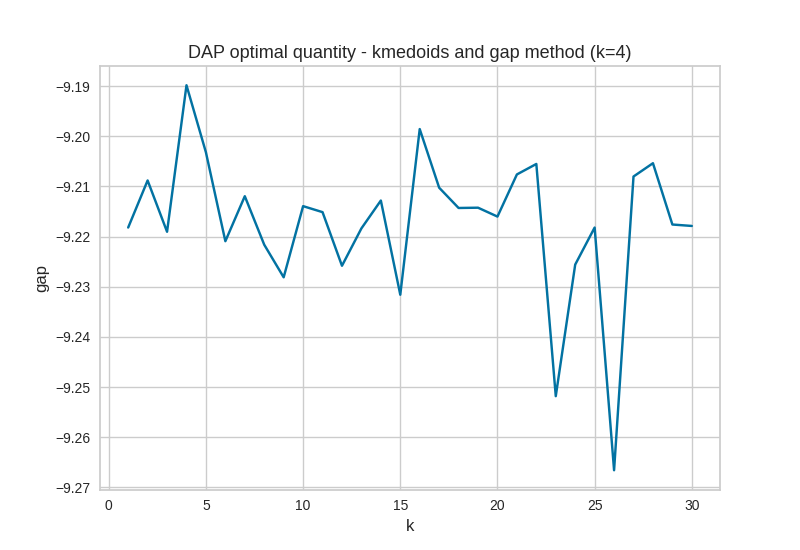 DAP optimal quantity - kmedoids and gap method (k=4)
−9.19
−9.20
−9.21
−9.22
−9.23
−9.24
−9.25
−9.26
−9.27
gap
0 5 10 15 20 25 30
k